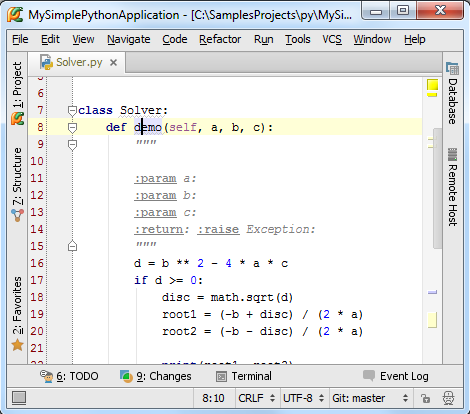 MySimplePythonApplication - [C:\SamplesProjects\py\MySi...
File Edit View Navigate Code Refactor Run Tools VCS Window Help
Solver.py
1: Project
7: Structure
2: Favorites
Database
Remote Host
7 class Solver:
8 def demo(self, a, b, c):
9 """
10
11 :param a:
12 :param b:
13 :param c:
14 :return: :raise Exception:
15 """
16 d = b ** 2 - 4 * a * c
17 if d >= 0:
18 disc = math.sqrt(d)
19 root1 = (-b + disc) / (2 * a)
20 root2 = (-b - disc) / (2 * a)
21
22 print(root1, root2)
6: TODO 9: Changes Terminal Event Log
8:10 CRLF UTF-8 Git: master